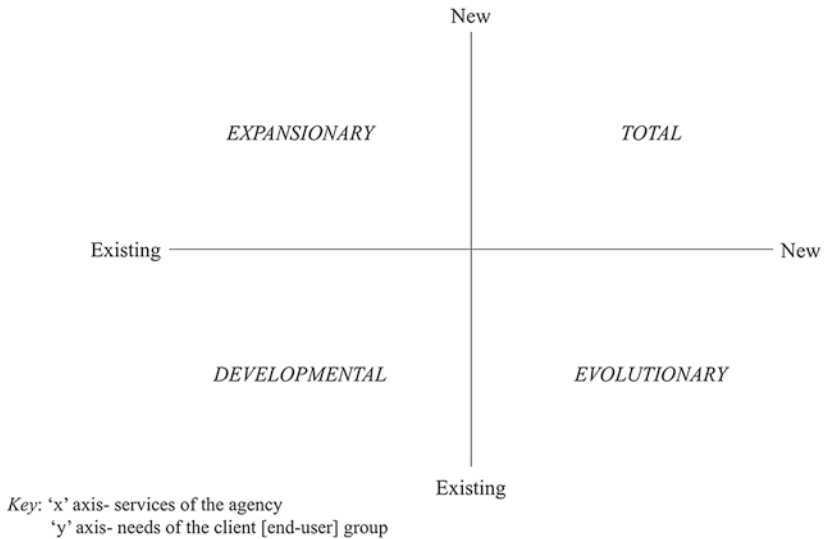 New
EXPANSIONARY TOTAL
Existing New
DEVELOPMENTAL EVOLUTIONARY
Existing
Key: ‘x’ axis- services of the agency
‘y’ axis- needs of the client [end-user] group